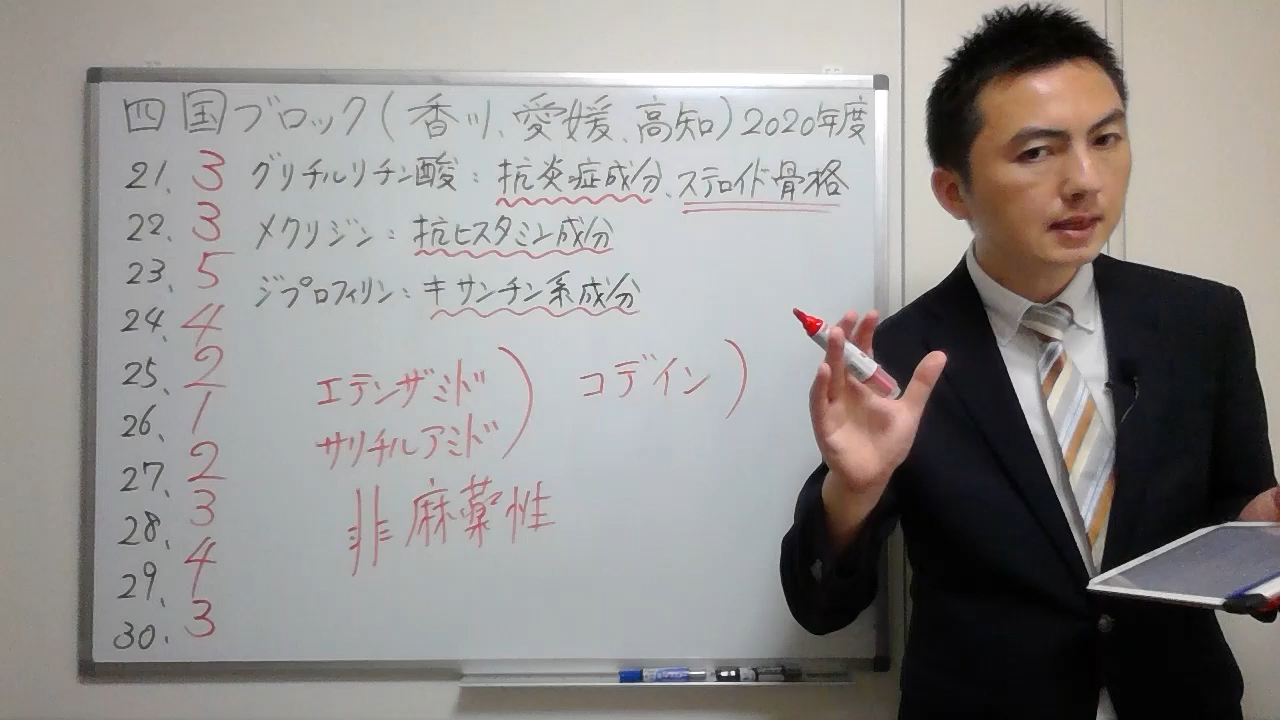 四国ブロック(香川、愛媛、高知)2020年度
21. 3 グリチルリチン酸:抗炎症成分、ステロイド骨格
22. 3 メクリジン:抗ヒスタミン成分
23. 5 ジプロフィリン:キサンチン系成分
24. 4
25. 2 エテンザミド) コデイン)
26. 1 サリチルアミド
27. 2 非麻薬性
28. 3
29. 4
30. 3